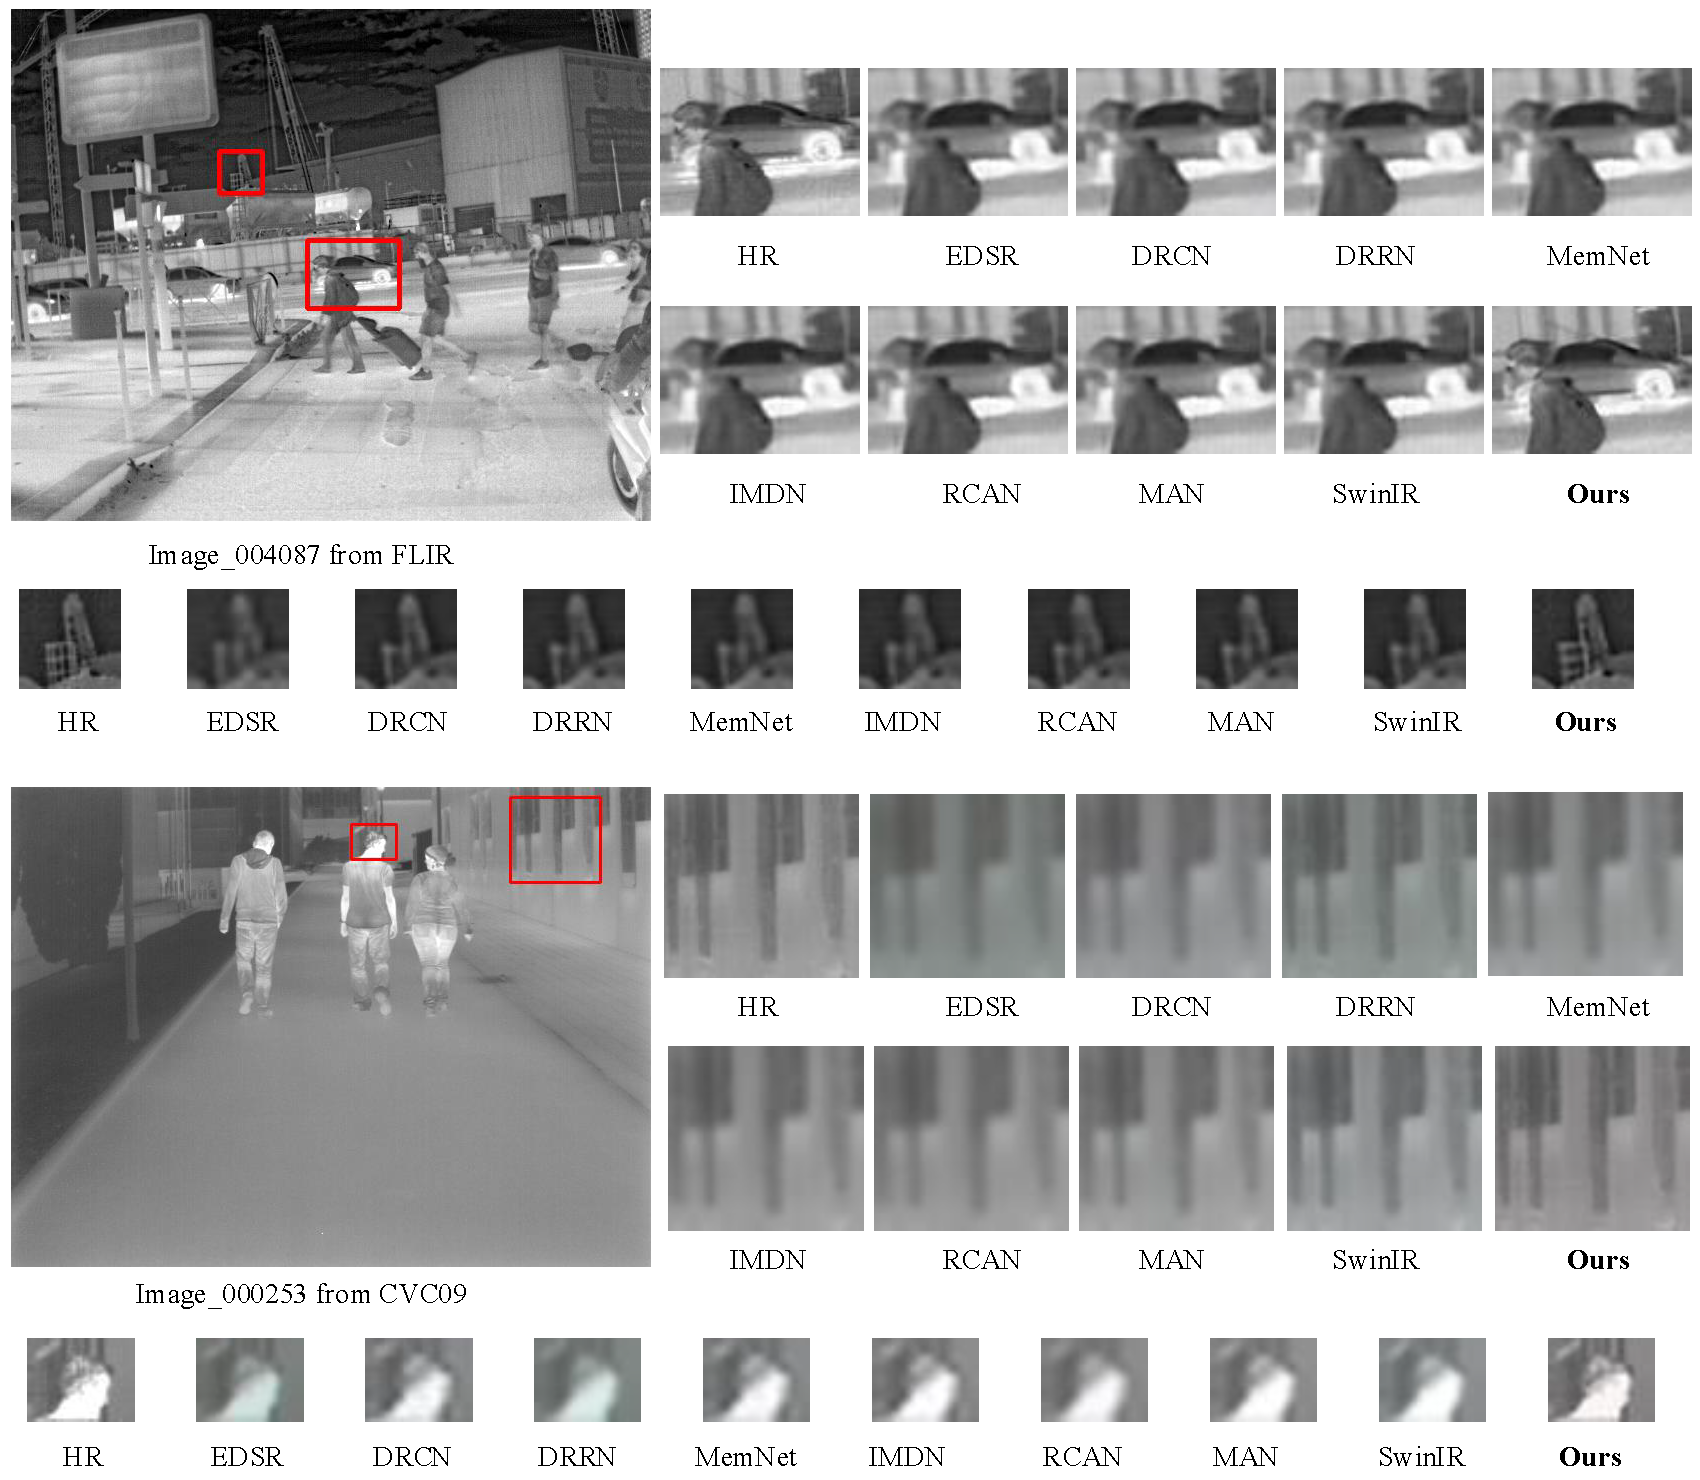 HR EDSR DRCN DRRN MemNet
IMDN RCAN MAN SwinIR Ours
Image_004087 from FLIR
HR EDSR DRCN DRRN MemNet IMDN RCAN MAN SwinIR Ours
HR EDSR DRCN DRRN MemNet
IMDN RCAN MAN SwinIR Ours
Image_000253 from CVC09
HR EDSR DRCN DRRN MemNet IMDN RCAN MAN SwinIR Ours